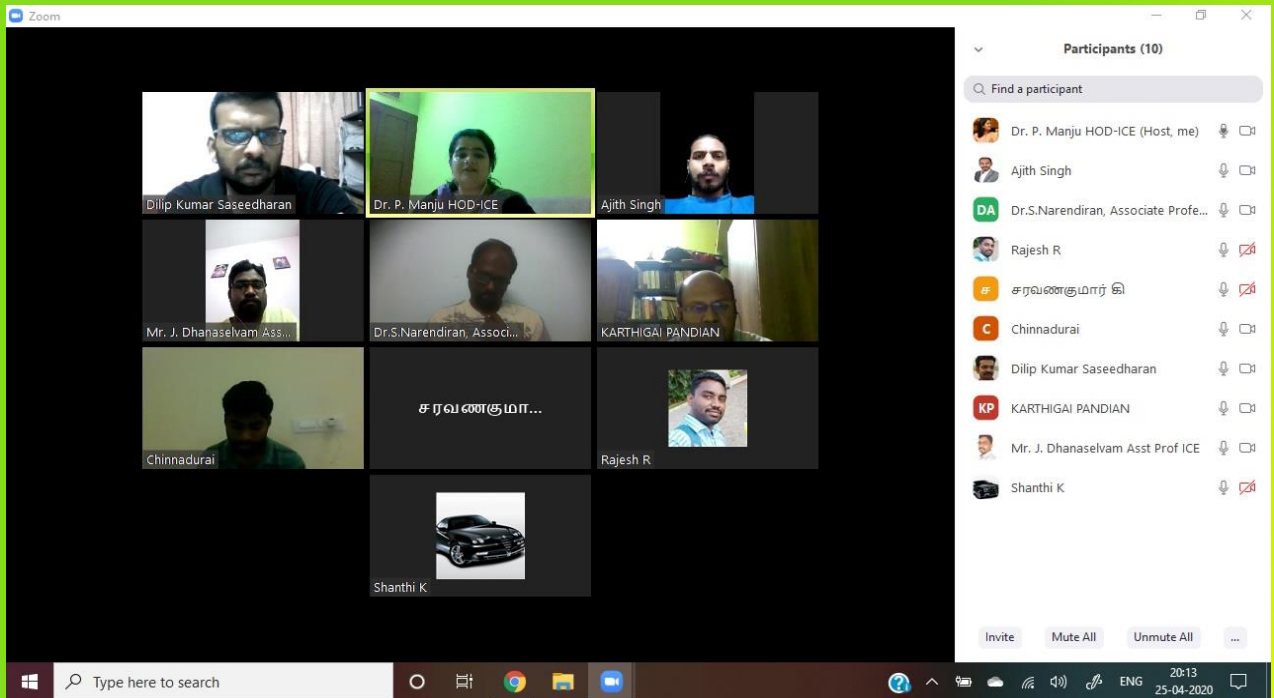 Zoom
Dilip Kumar Saseedharan
Dr. P. Manju HOD-ICE
Ajith Singh
Mr. J. Dhanaselvam Ass...
Dr.S.Narendiran, Associ...
KARTHIGAI PANDIAN
Chinnadurai
சரவணகுமா...
Rajesh R
Shanthi K
Participants (10)
Find a participant
Dr. P. Manju HOD-ICE (Host, me)
Ajith Singh
DA Dr.S.Narendiran, Associate Profe...
Rajesh R
ச சரவணகுமார் கி
C Chinnadurai
Dilip Kumar Saseedharan
KP KARTHIGAI PANDIAN
Mr. J. Dhanaselvam Asst Prof ICE
Shanthi K
Invite Mute All Unmute All ...
Type here to search
ENG
20:13
25-04-2020